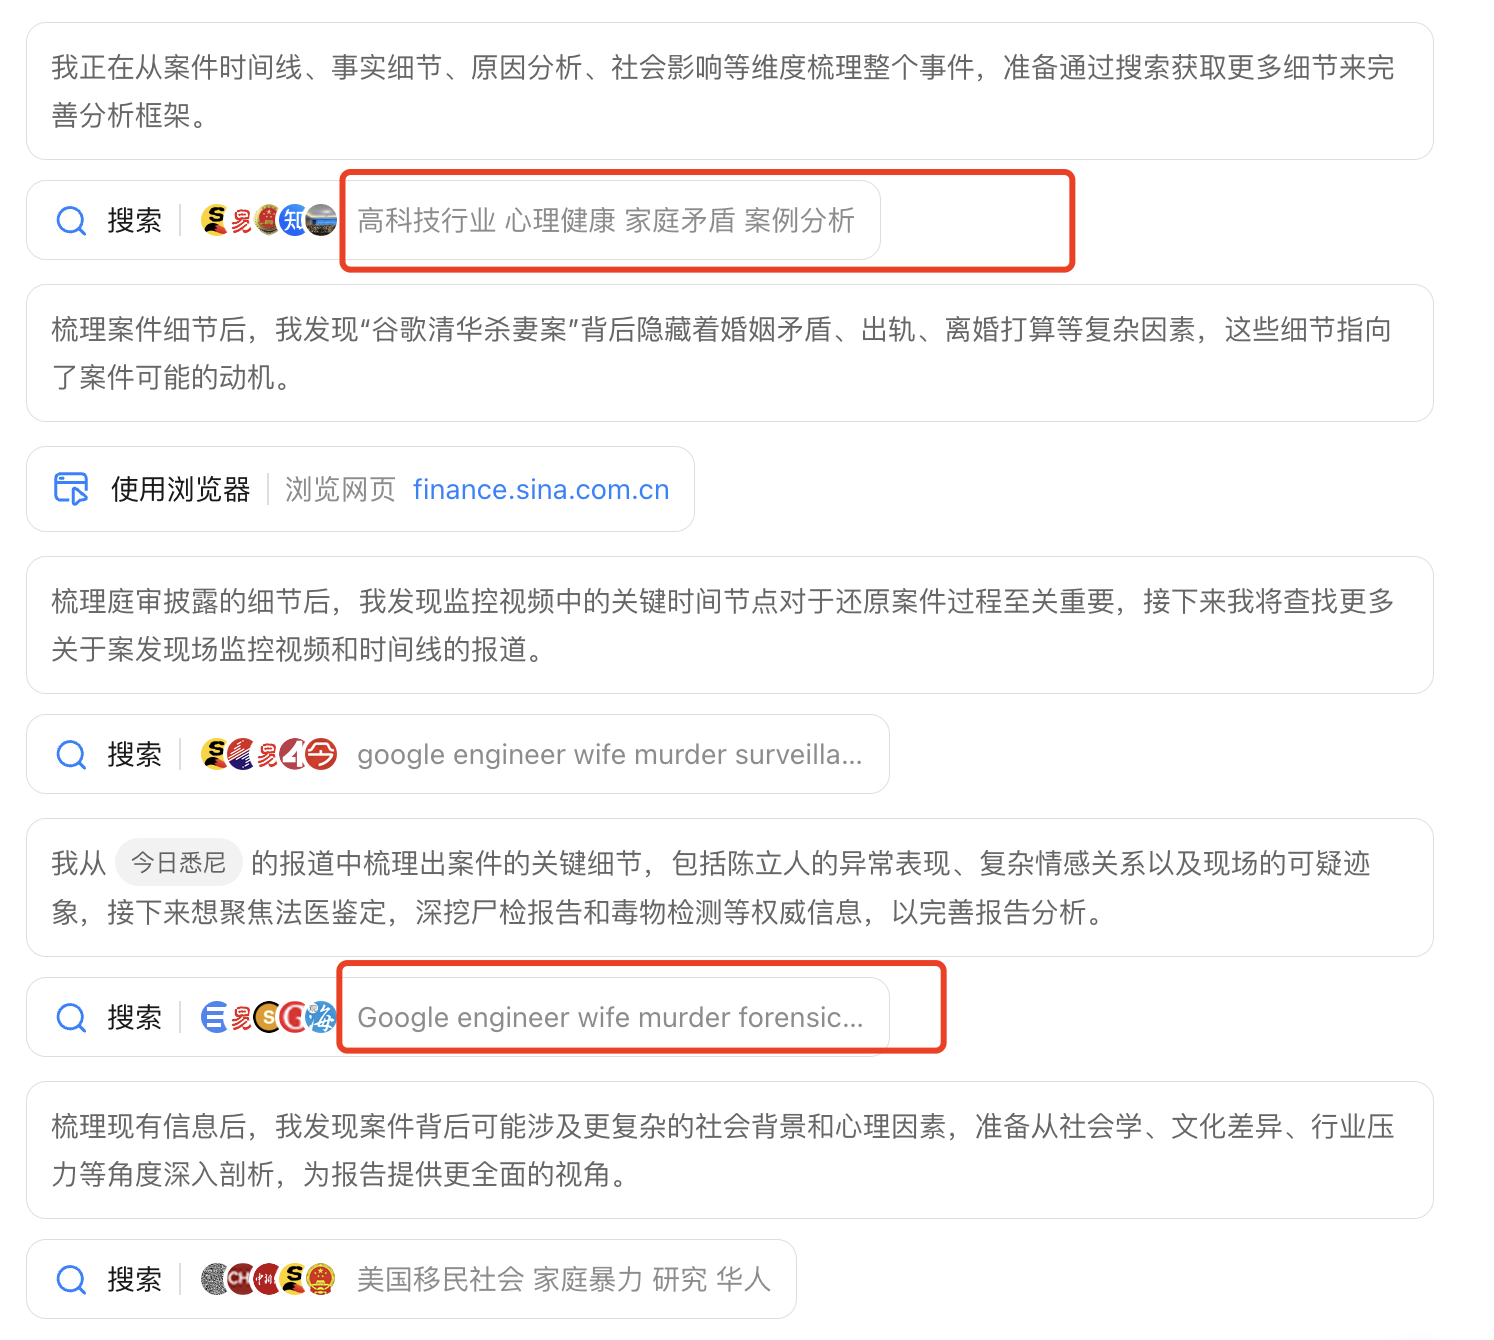 我正在从案件时间线、事实细节、原因分析、社会影响等维度梳理整个事件，准备通过搜索获取更多细节来完
善分析框架。
搜索 高科技行业 心理健康 家庭矛盾 案例分析
梳理案件细节后，我发现“谷歌清华杀妻案”背后隐藏着婚姻矛盾、出轨、离婚打算等复杂因素，这些细节指向
了案件可能的动机。
使用浏览器 浏览网页 finance.sina.com.cn
梳理庭审披露的细节后，我发现监控视频中的关键时间节点对于还原案件过程至关重要，接下来我将查找更多
关于案发现场监控视频和时间线的报道。
搜索 google engineer wife murder surveilla...
我从 今日悉尼 的报道中梳理出案件的关键细节，包括陈立人的异常表现、复杂情感关系以及现场的可疑迹
象，接下来想聚焦法医鉴定，深挖尸检报告和毒物检测等权威信息，以完善报告分析。
搜索 Google engineer wife murder forensic...
梳理现有信息后，我发现案件背后可能涉及更复杂的社会背景和心理因素，准备从社会学、文化差异、行业压
力等角度深入剖析，为报告提供更全面的视角。
搜索 美国移民社会 家庭暴力 研究 华人